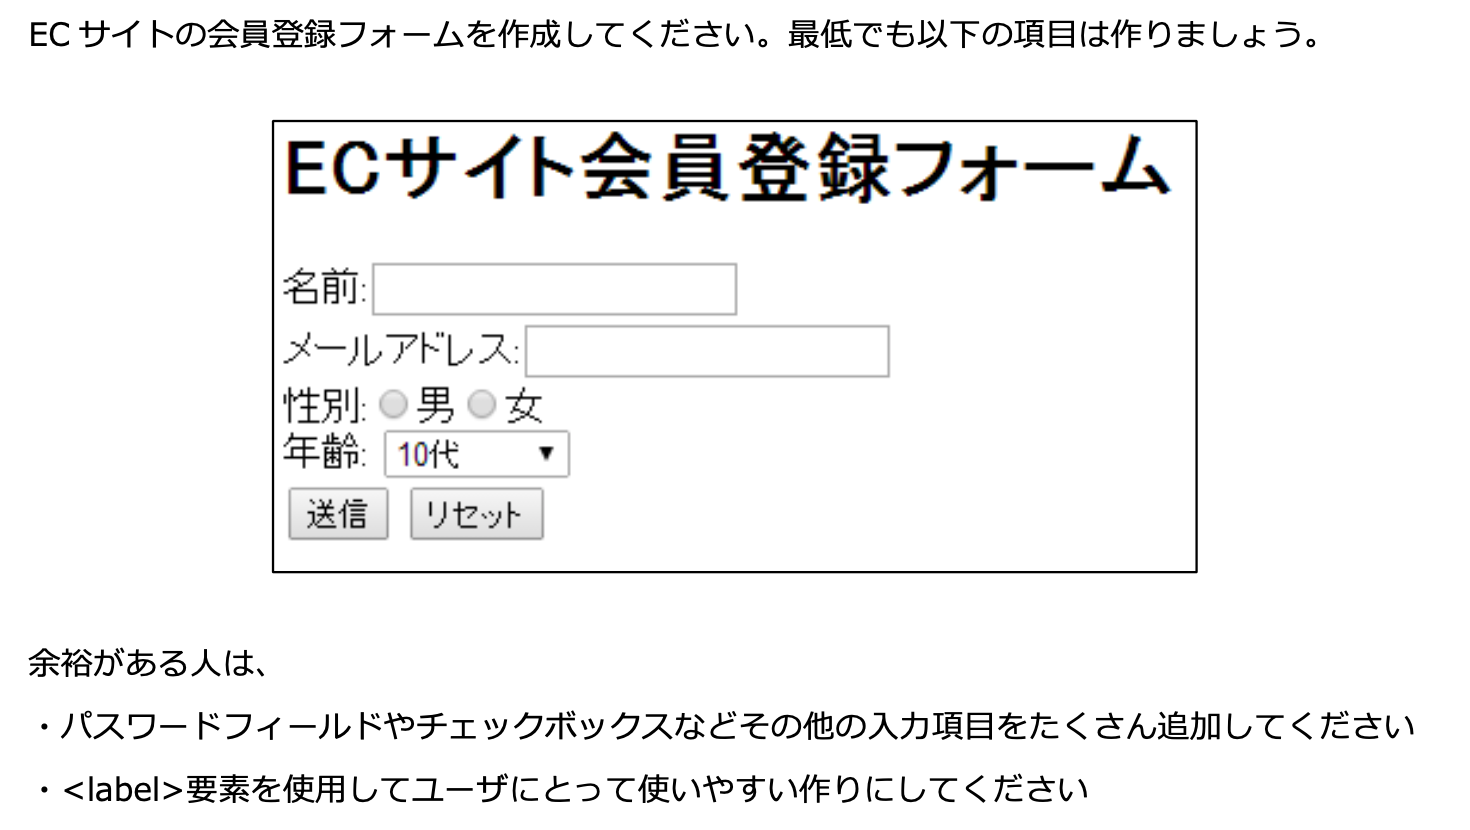 EC サイトの会員登録フォームを作成してください。最低でも以下の項目は作りましょう。
ECサイト会員登録フォーム
名前:
メールアドレス:
性別: 男 女
年齢: 10代 ▼
送信 リセット
余裕がある人は、
・パスワードフィールドやチェックボックスなどその他の入力項目をたくさん追加してください
・<label>要素を使用してユーザにとって使いやすい作りにしてください